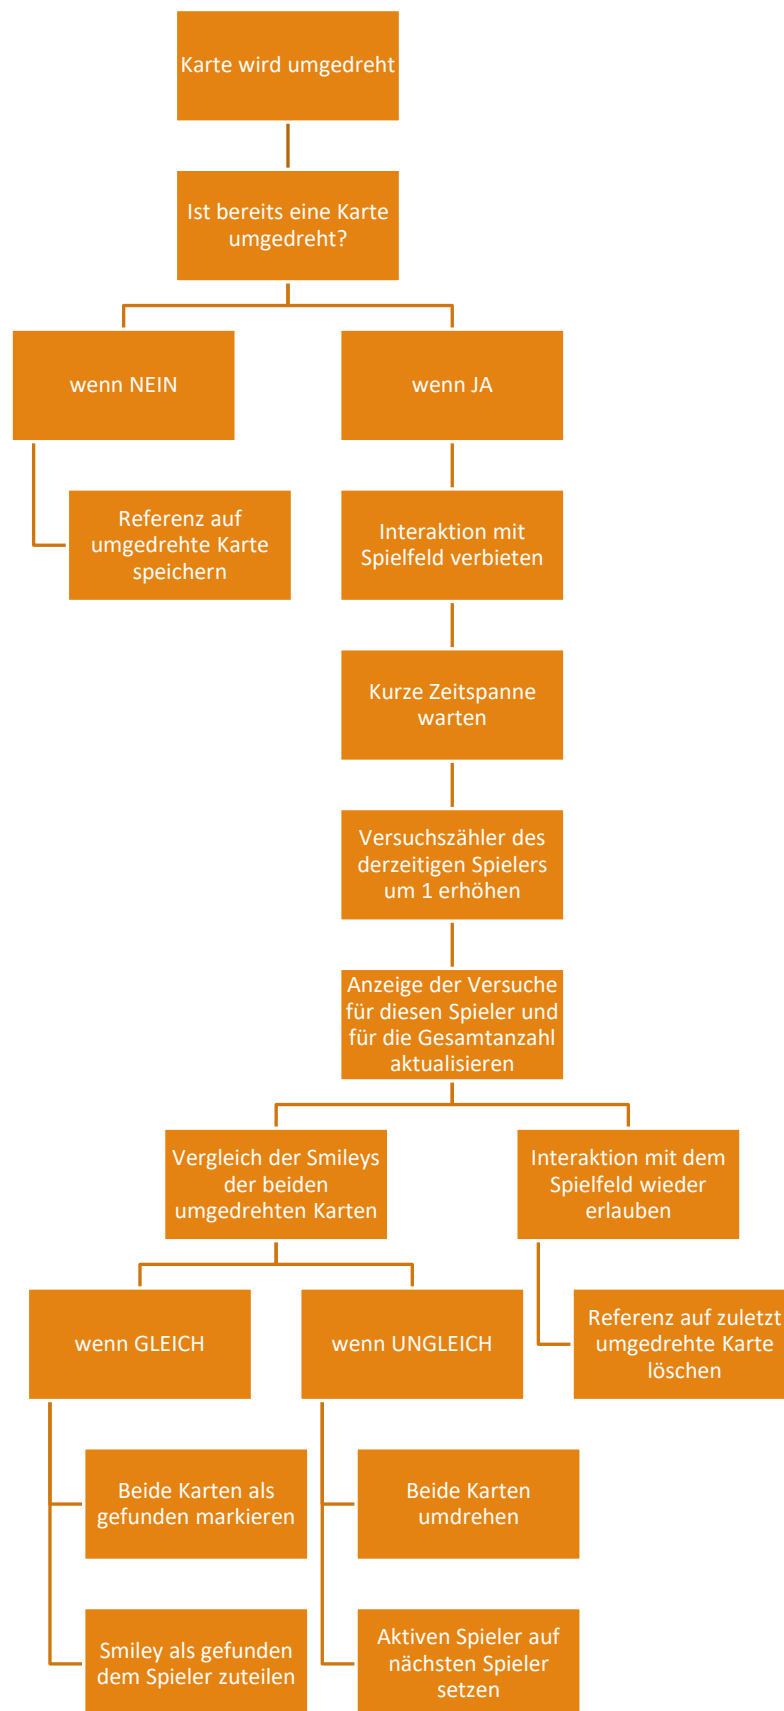 Karte wird umgedreht
Ist bereits eine Karte
umgedreht?
wenn NEIN
wenn JA
Referenz auf
umgedrehte Karte
speichern
Interaktion mit
Spielfeld verbieten
Kurze Zeitspanne
warten
Versuchszähler des
derzeitigen Spielers
um 1 erhöhen
Anzeige der Versuche
für diesen Spieler und
für die Gesamtanzahl
aktualisieren
Vergleich der Smileys
der beiden
umgedrehten Karten
Interaktion mit dem
Spielfeld wieder
erlauben
wenn GLEICH
wenn UNGLEICH
Referenz auf zuletzt
umgedrehte Karte
löschen
Beide Karten als
gefunden markieren
Beide Karten
umdrehen
Smiley als gefunden
dem Spieler zuteilen
Aktiven Spieler auf
nächsten Spieler
setzen